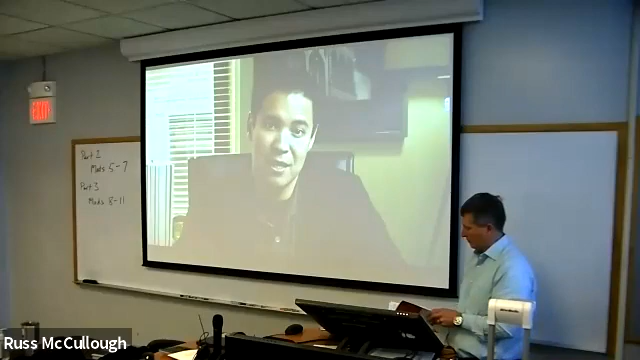 EXIT
Part 2
Mods 5-7
Part 3
Mods 8-11
Russ McCullough